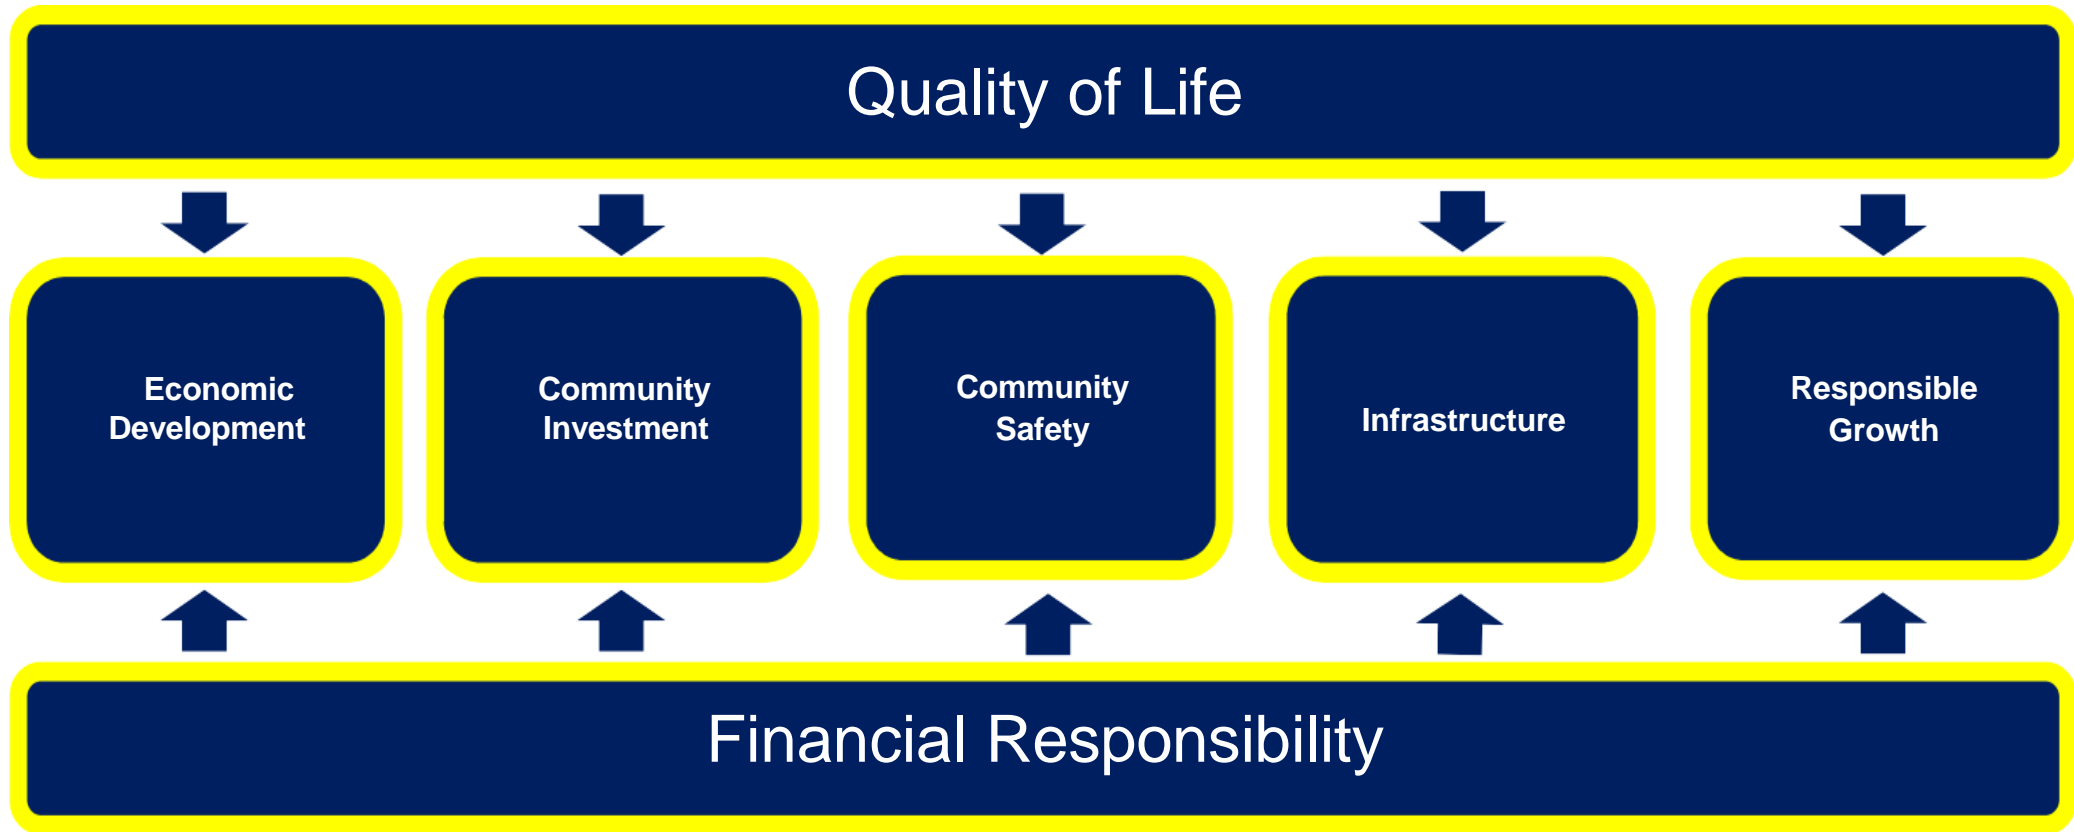 Quality of Life
Economic
Development
Community
Investment
Community
Safety
Infrastructure
Responsible
Growth
Financial Responsibility